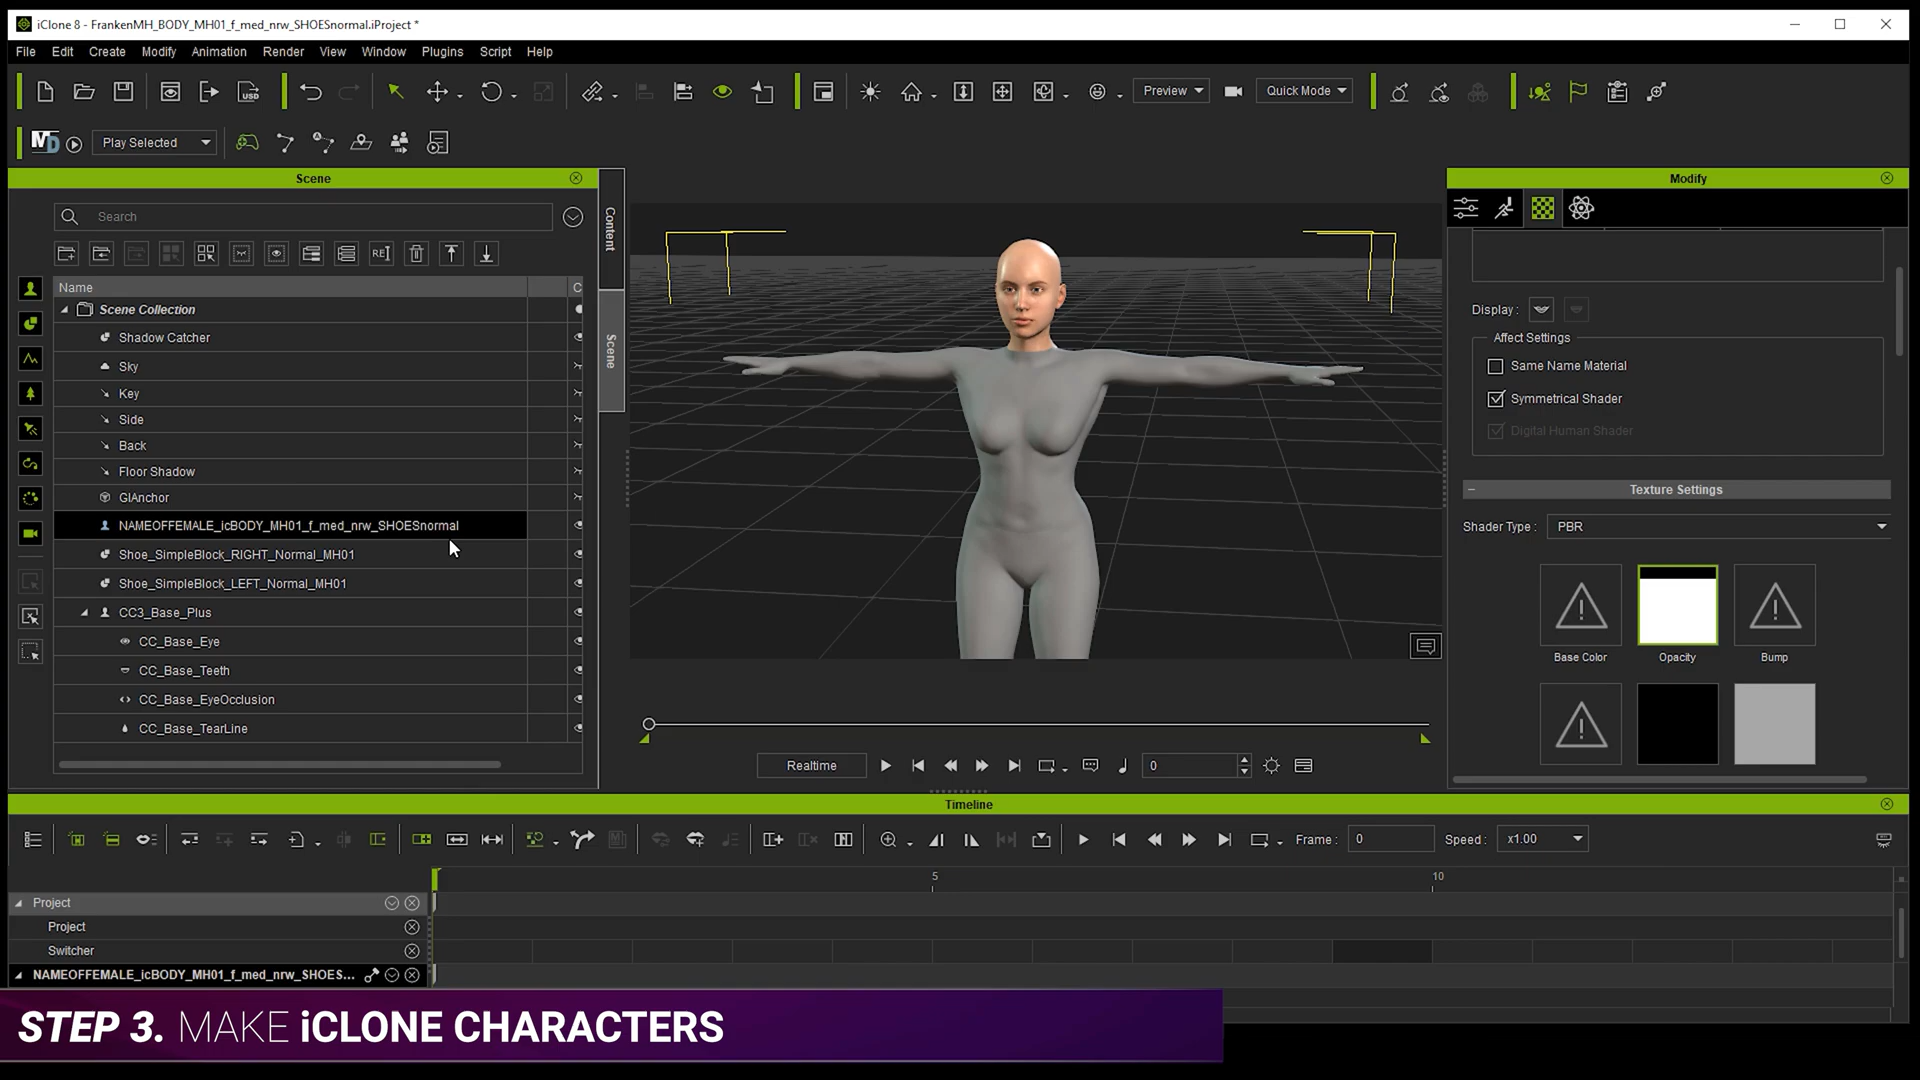 iClone 8 - FrankenMH_BODY_MH01_f_med_nrw_SHOESnormal.iProject *
File Edit Create Modify Animation Render View Window Plugins Script Help
USD
Preview
Quick Mode
MD
Play Selected
Scene
Search
REI
Name
C
Scene Collection
Shadow Catcher
Sky
Key
Side
Back
Floor Shadow
GIAnchor
NAMEOFFEMALE_icBODY_MH01_f_med_nrw_SHOESnormal
Shoe_SimpleBlock_RIGHT_Normal_MH01
Shoe_SimpleBlock_LEFT_Normal_MH01
CC3_Base_Plus
CC_Base_Eye
CC_Base_Teeth
CC_Base_EyeOcclusion
CC_Base_TearLine
Content
Scene
Realtime
0
Modify
Display :
Affect Settings
Same Name Material
Symmetrical Shader
Digital Human Shader
Texture Settings
Shader Type :
PBR
Base Color
Opacity
Bump
Timeline
Frame :
0
Speed :
x1.00
5
10
Project
Project
Switcher
NAMEOFFEMALE_icBODY_MH01_f_med_nrw_SHOES...
STEP 3. MAKE iCLONE CHARACTERS